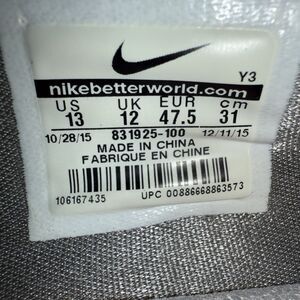 Y3
nikebetterworld.com
US UK EUR cm
13 12 47.5 31
10/28/15 831925-100 12/11/15
MADE IN CHINA
FABRIQUE EN CHINE
106167435
UPC 00886668863573